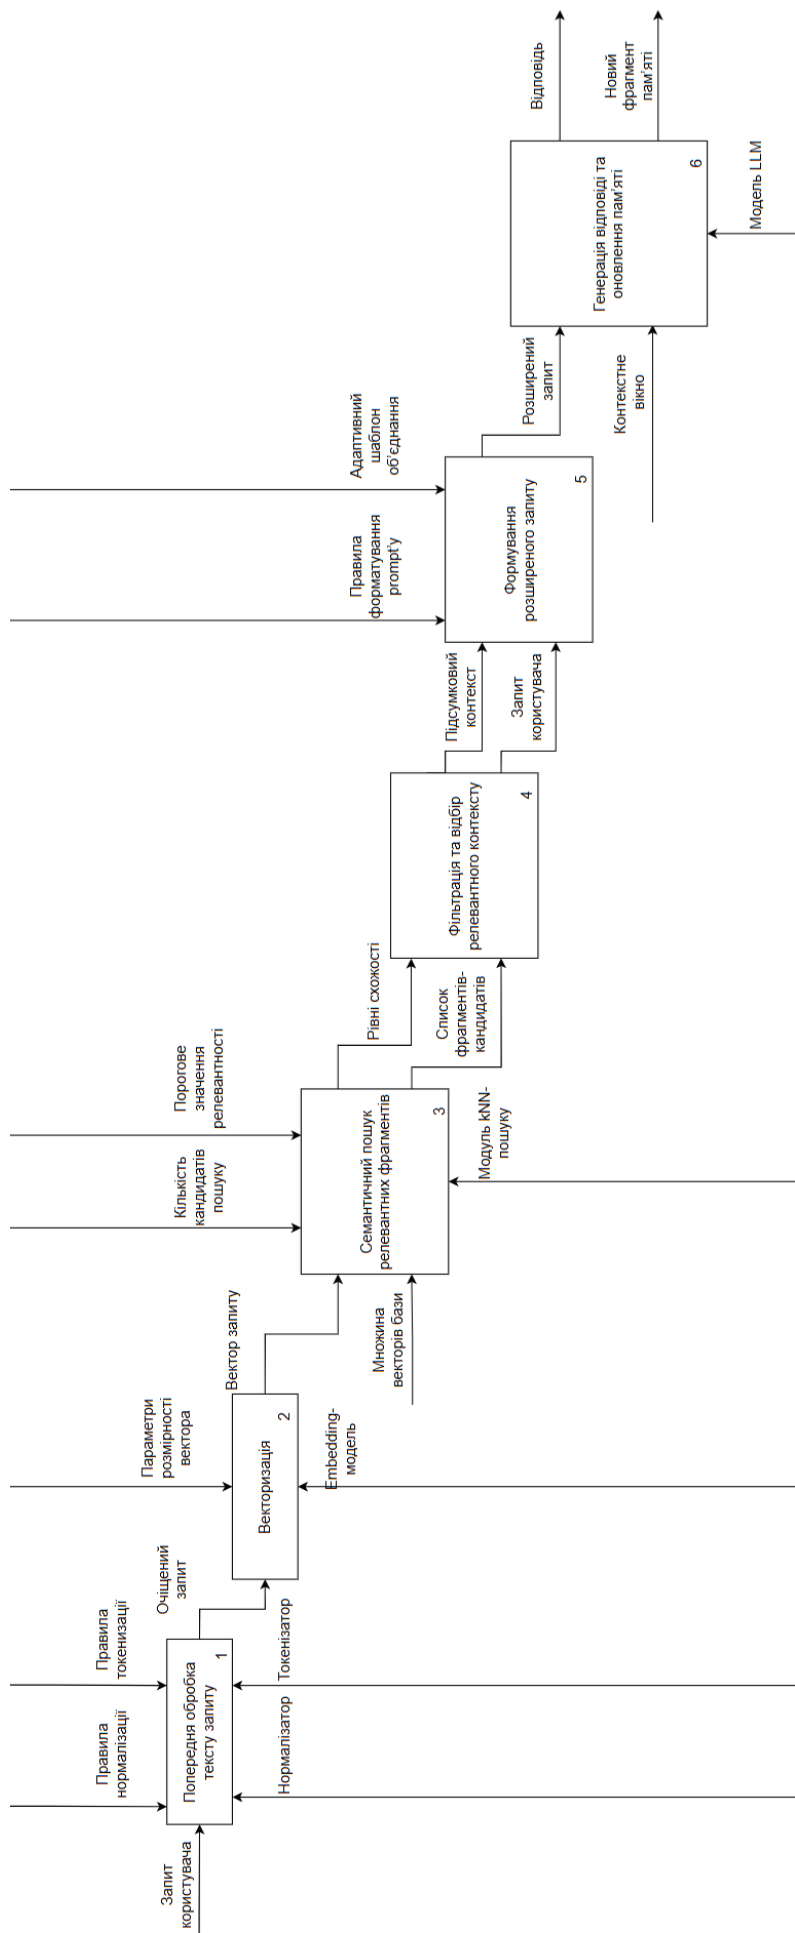 Запит
користувача
Правила
нормалізації
Правила
токенизації
Попередня обробка
тексту запиту
1
Нормалізатор
Токенізатор
Очіщений
запит
Параметри
розмірності
вектора
Векторизація
2
Embedding-
модель
Вектор запиту
Множина
векторів бази
Кількість
кандидатів
пошуку
Порогове
значення
релевантності
Семантичний пошук
релевантних фрагментів
3
Модуль kNN-
пошуку
Рівні схожості
Список
фрагментів-
кандидатів
Фільтрація та відбір
релевантного контексту
4
Підсумковий
контекст
Запит
користувача
Правила
форматування
prompt'у
Адаптивний
шаблон
об'єднання
Формування
розширеного запиту
5
Розширений
запит
Контекстне
вікно
Генерація відповіді та
оновлення пам'яті
6
Модель LLM
Відповідь
Новий
фрагмент
пам'яті